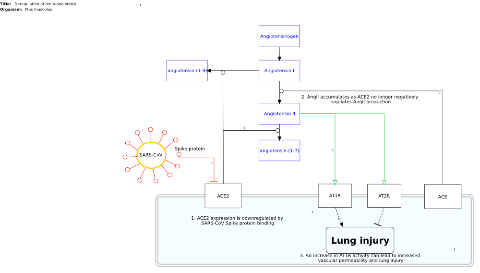 Title: Disregulation of renin-angiotensi
Organism: Mus musculus
Angiotensinogen
angiotensin-(1-9)
Angiotensin I
2. AngII accumulates as ACE2 no longer negatively
regulates AngII production
Angiotensin II
Spike protein
SARS-CoV
angiotensin-(1-7)
ACE2
AT1R
AT2R
ACE
1. ACE2 expression is downregulated by
SARS-CoV Spike protein binding
Lung injury
3. An increase in AT1R activity can lead to increased
vascular permeability and lung injury